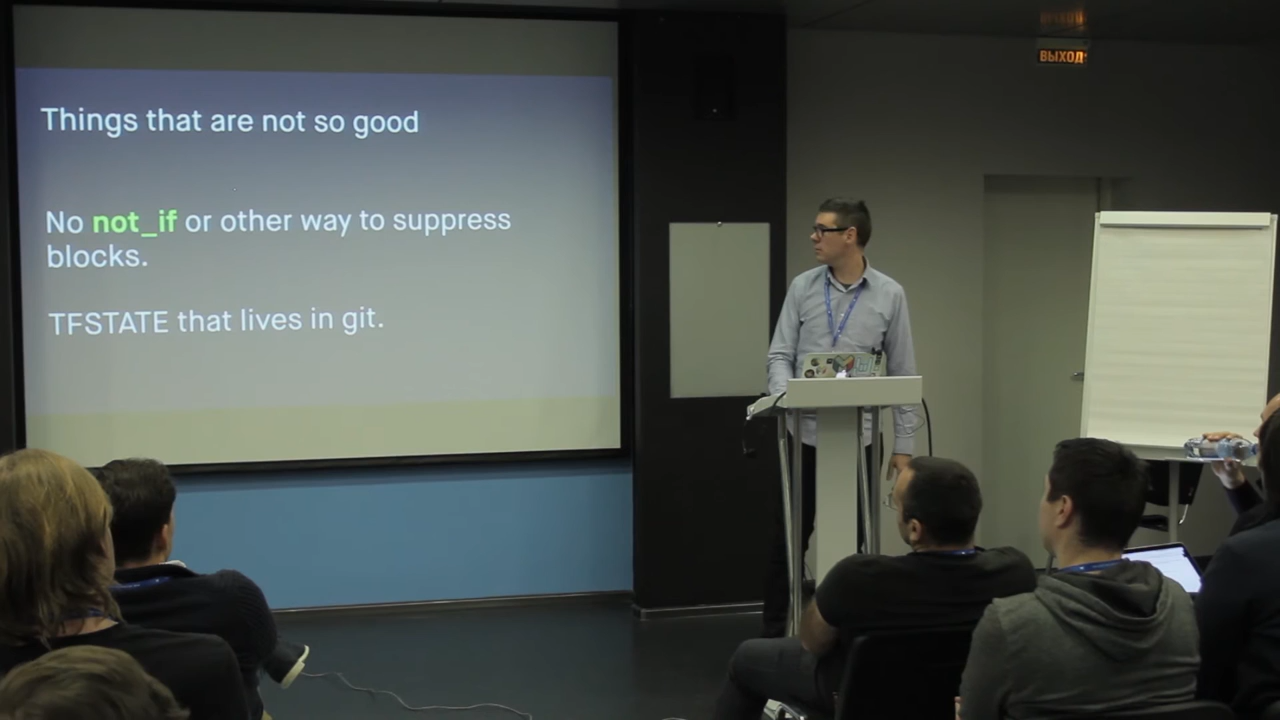 Things that are not so good
No not_if or other way to suppress
blocks.
TFSTATE that lives in git.
ВЫХОД